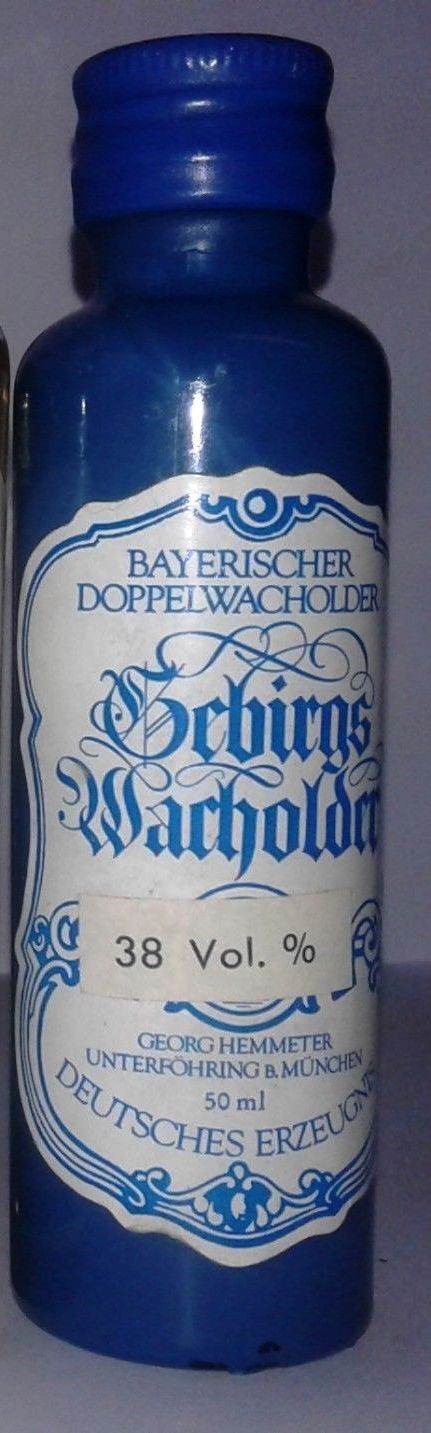 BAYERISCHER
DOPPELWACHOLDER
Gebirgs
Wacholder
38 Vol. %
GEORG HEMMETER
UNTERFÖHRING B. MÜNCHEN
50 ml
DEUTSCHES ERZEUGNIS